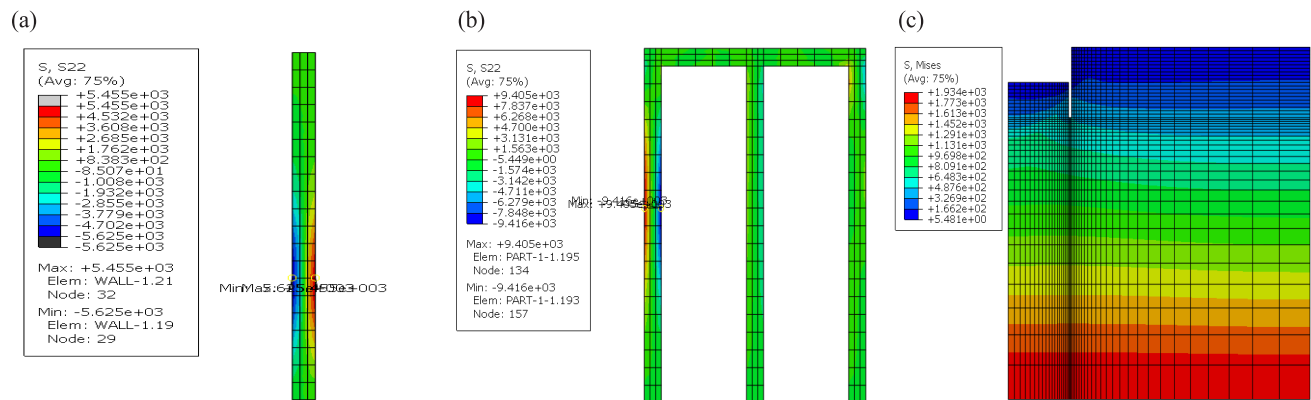 (a)
S, S22
(Avg: 75%)
+5.455e+03
+5.455e+03
+4.532e+03
+3.608e+03
+2.685e+03
+1.762e+03
+8.383e+02
-8.507e+01
-1.008e+03
-1.932e+03
-2.855e+03
-3.779e+03
-4.702e+03
-5.625e+03
-5.625e+03
Max: +5.455e+03
Elem: WALL-1.21
Node: 32
Min: -5.625e+03
Elem: WALL-1.19
Node: 29
(b)
S, S22
(Avg: 75%)
+9.405e+03
+7.837e+03
+6.268e+03
+4.700e+03
+3.131e+03
+1.563e+03
-5.449e+00
-1.574e+03
-3.142e+03
-4.711e+03
-6.279e+03
-7.848e+03
-9.416e+03
Max: +9.405e+03
Elem: PART-1-1.195
Node: 134
Min: -9.416e+03
Elem: PART-1-1.193
Node: 157
(c)
S, Mises
(Avg: 75%)
+1.934e+03
+1.773e+03
+1.613e+03
+1.452e+03
+1.291e+03
+1.131e+03
+9.698e+02
+8.091e+02
+6.483e+02
+4.876e+02
+3.269e+02
+1.662e+02
+5.481e+00